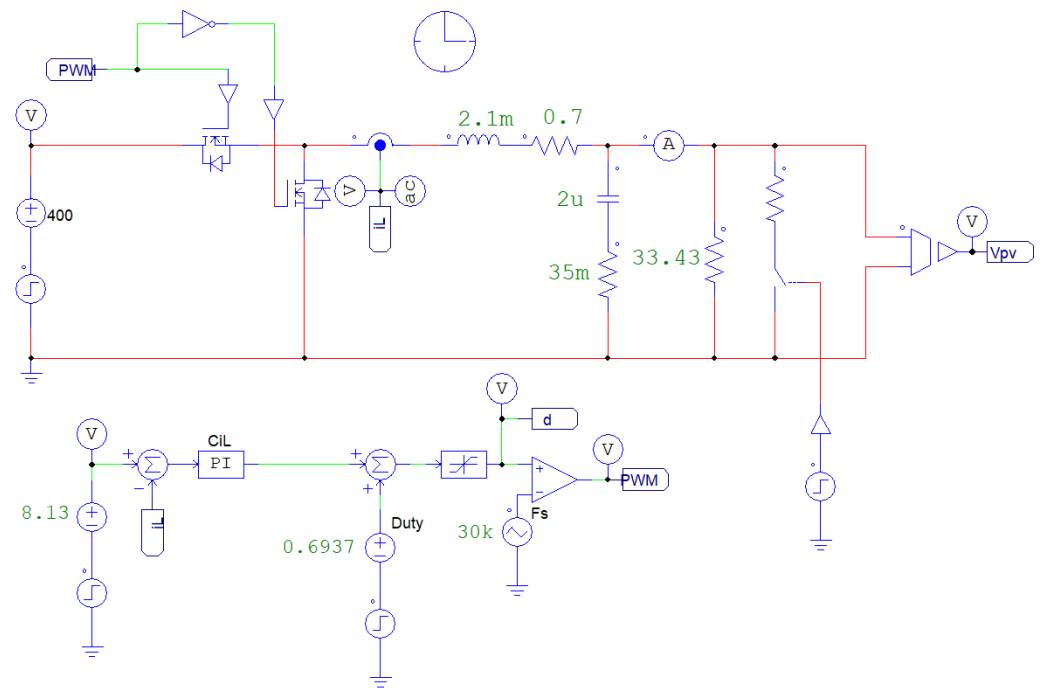 PWM
V
2.1m
0.7
A
400
V
ac
iL
2u
35m
33.43
V
Vpv
V
d
V
CiL
PI
V
PWM
8.13
iL
Duty
0.6937
30k
Fs